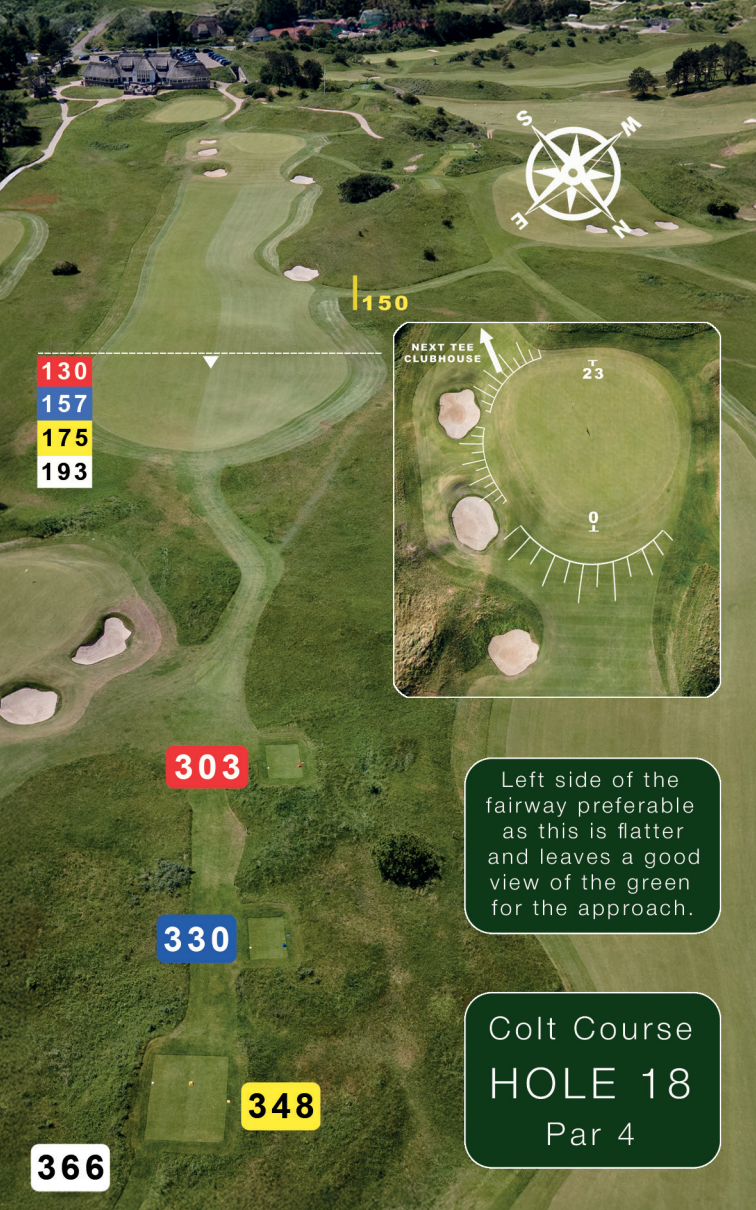 S
W
E
N
150
130
157
175
193
NEXT TEE
CLUBHOUSE
23
0
303
330
348
366
Left side of the
fairway preferable
as this is flatter
and leaves a good
view of the green
for the approach.
Colt Course
HOLE 18
Par 4